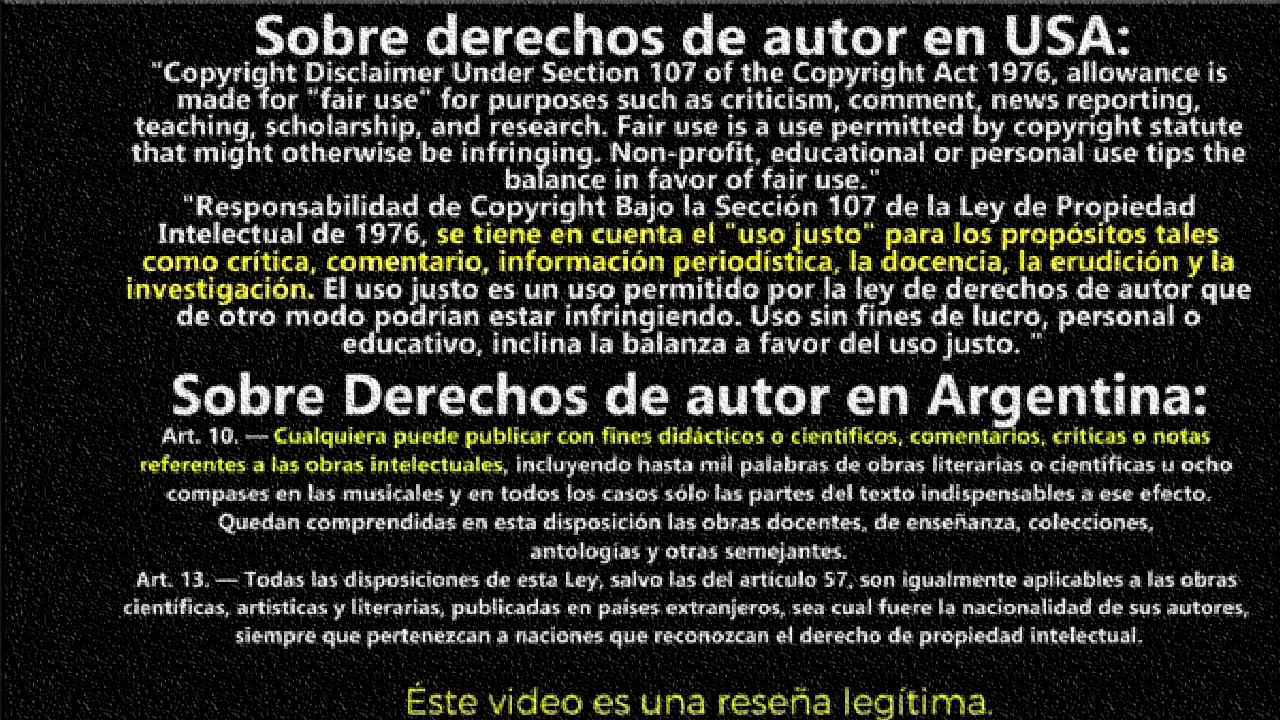 Sobre derechos de autor en USA:
"Copyright Disclaimer Under Section 107 of the Copyright Act 1976, allowance is
made for "fair use" for purposes such as criticism, comment, news reporting,
teaching, scholarship, and research. Fair use is a use permitted by copyright statute
that might otherwise be infringing. Non-profit, educational or personal use tips the
balance in favor of fair use."
"Responsabilidad de Copyright Bajo la Sección 107 de la Ley de Propiedad
Intelectual de 1976, se tiene en cuenta el "uso justo" para los propósitos tales
como crítica, comentario, información periodística, la docencia, la erudición y la
investigación. El uso justo es un uso permitido por la ley de derechos de autor que
de otro modo podrían estar infringiendo. Uso sin fines de lucro, personal o
educativo, inclina la balanza a favor del uso justo. "
Sobre Derechos de autor en Argentina:
Art. 10. — Cualquiera puede publicar con fines didácticos o científicos, comentarios, críticas o notas
referentes a las obras intelectuales, incluyendo hasta mil palabras de obras literarias o científicas u ocho
compases en las musicales y en todos los casos sólo las partes del texto indispensables a ese efecto.
Quedan comprendidas en esta disposición las obras docentes, de enseñanza, colecciones,
antologías y otras semejantes.
Art. 13. — Todas las disposiciones de esta Ley, salvo las del artículo 57, son igualmente aplicables a las obras
científicas, artísticas y literarias, publicadas en países extranjeros, sea cual fuere la nacionalidad de sus autores,
siempre que pertenezcan a naciones que reconozcan el derecho de propiedad intelectual.
Éste video es una reseña legítima.